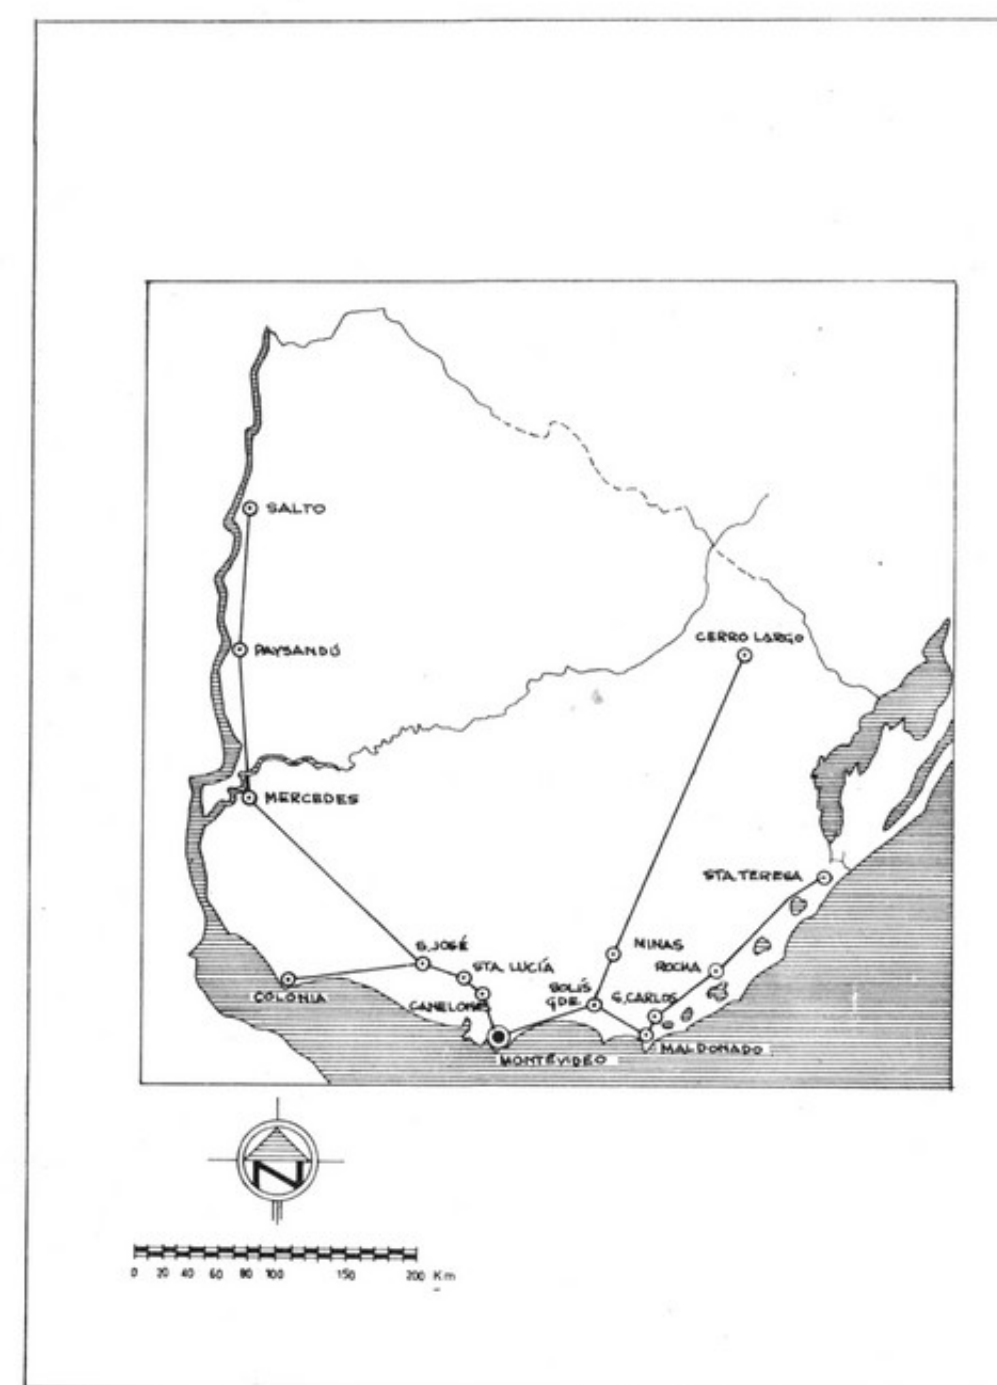 SALTO
CERRO LARGO
PAYSANDÚ
MERCEDES
STA. TERESA
S. JOSÉ
MINAS
STA. LUCÍA
ROCHA
SOLÍS
GDE.
S. CARLOS
COLONIA
CANELONES
MALDONADO
MONTEVIDEO
N
0 20 40 60 80 100 150 200 Km